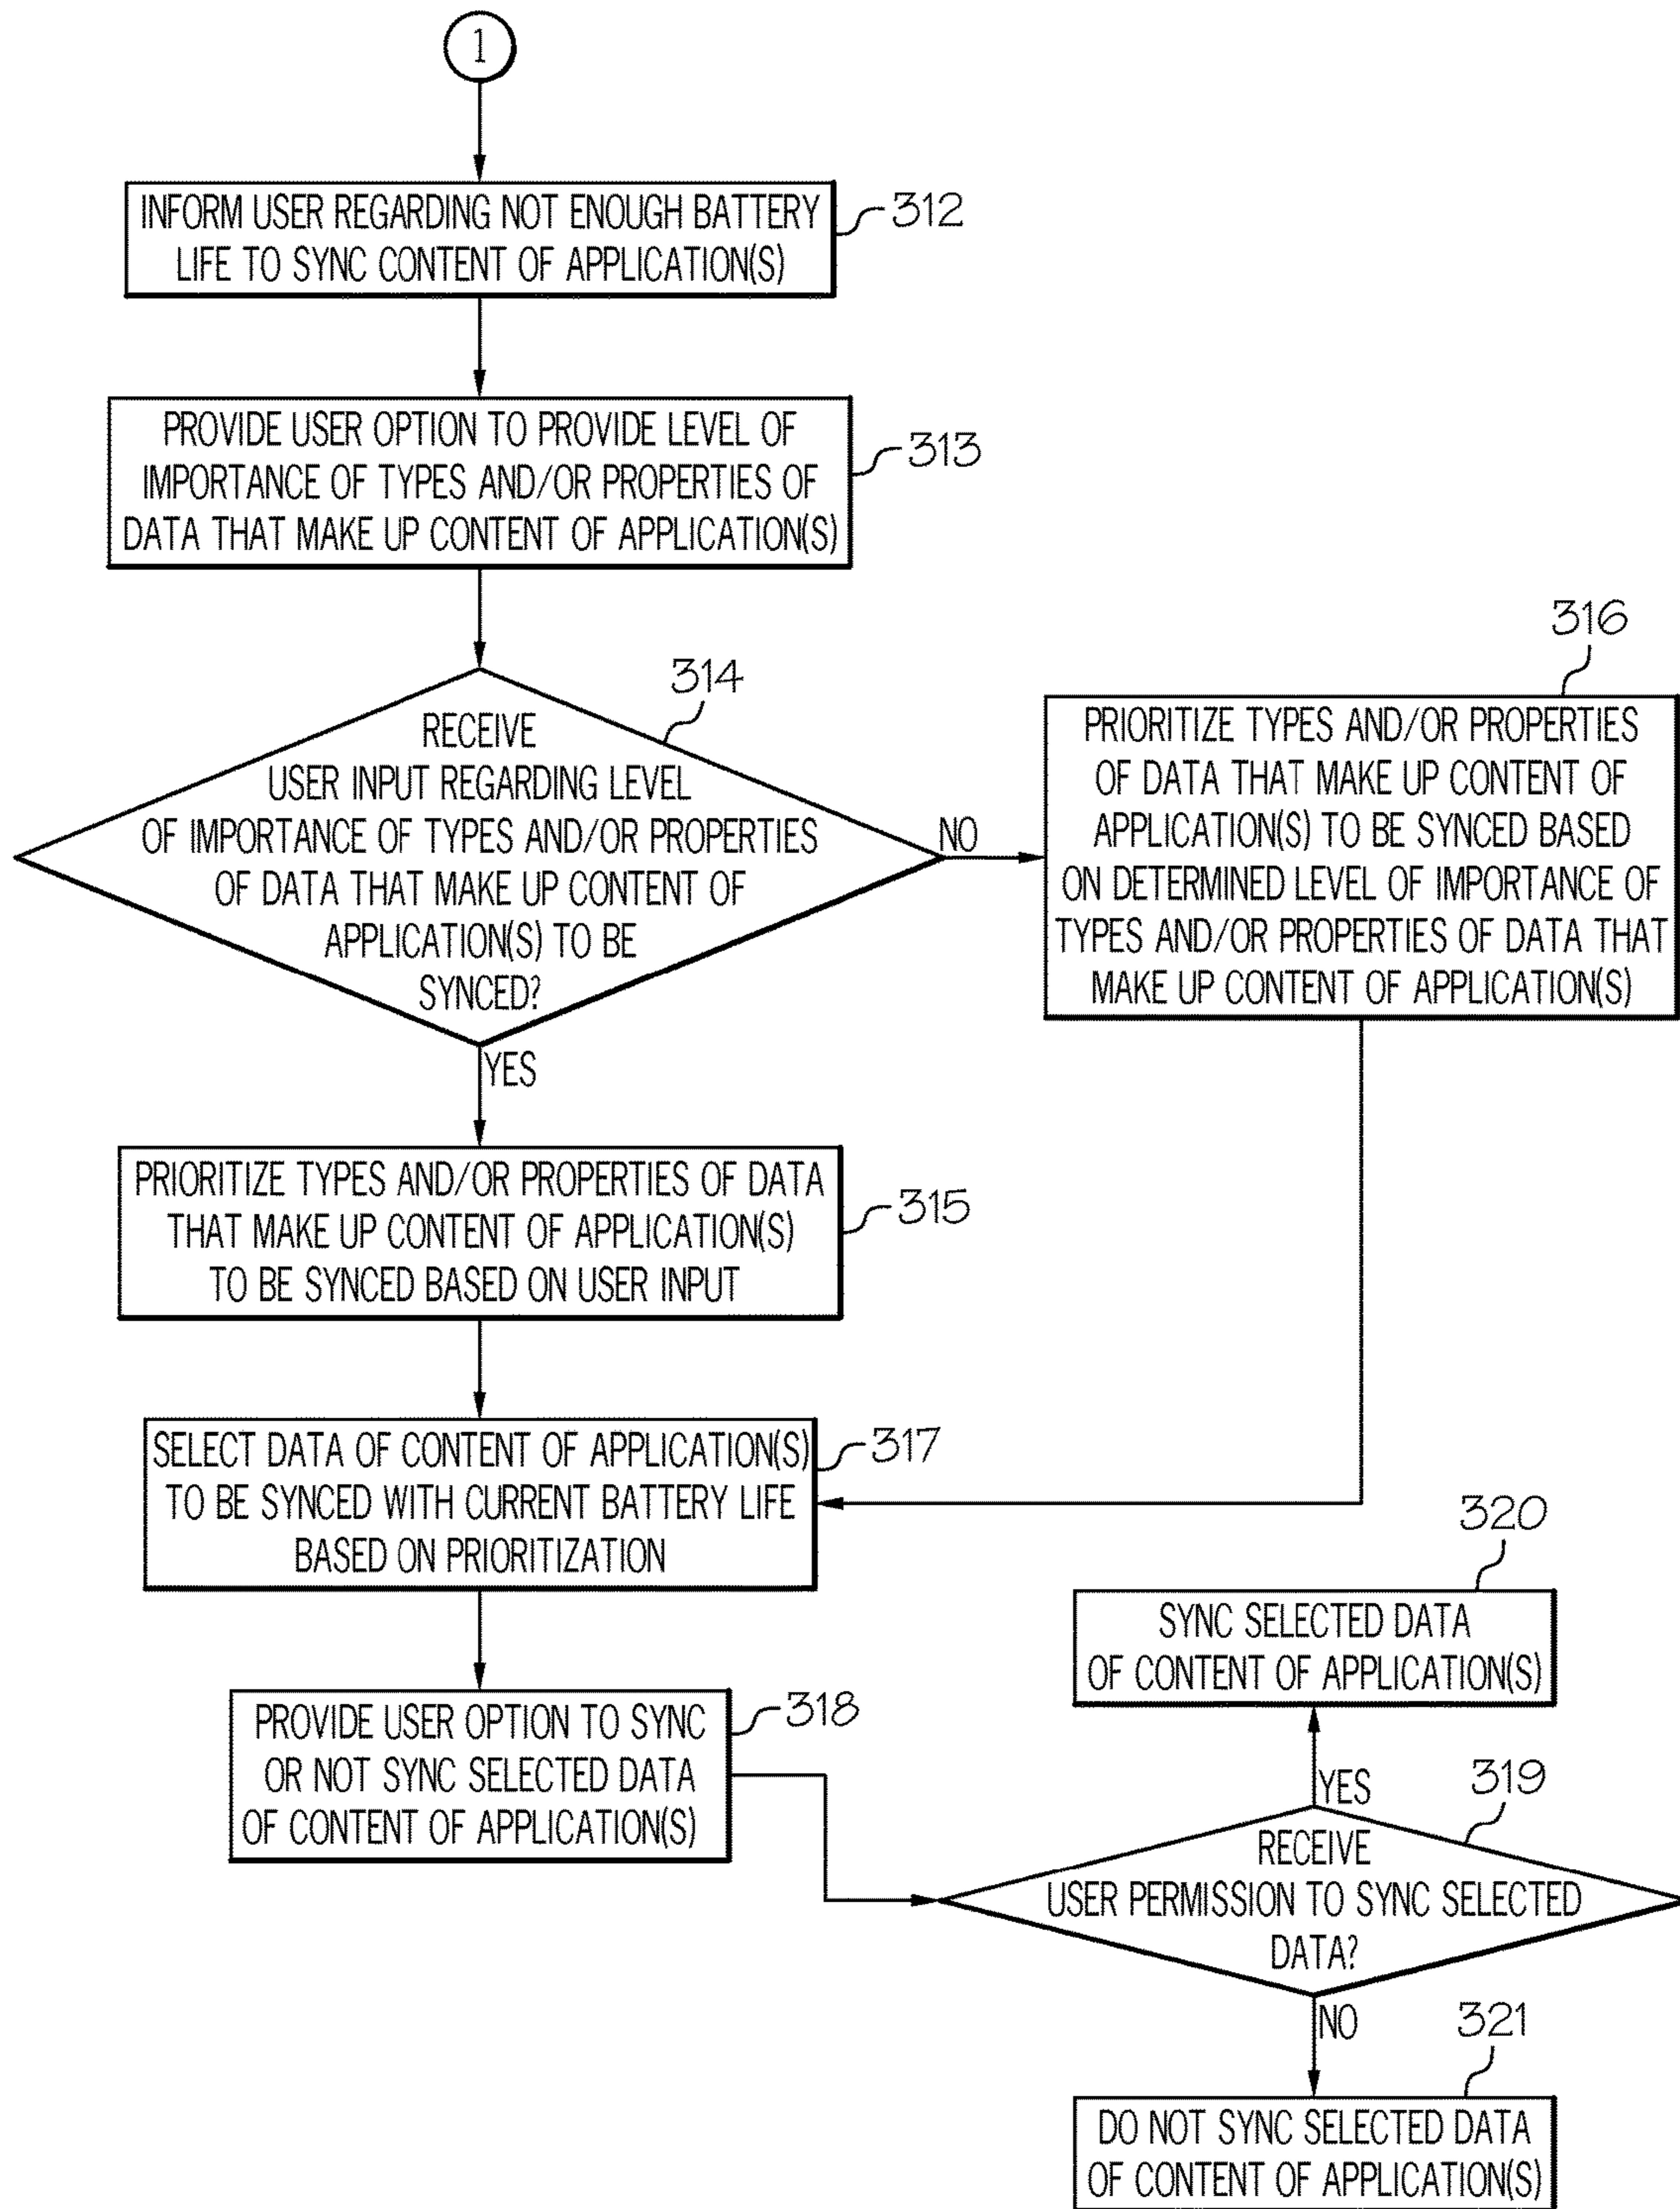 1
INFORM USER REGARDING NOT ENOUGH BATTERY
LIFE TO SYNC CONTENT OF APPLICATION(S)
312
PROVIDE USER OPTION TO PROVIDE LEVEL OF
IMPORTANCE OF TYPES AND/OR PROPERTIES OF
DATA THAT MAKE UP CONTENT OF APPLICATION(S)
313
314
RECEIVE
USER INPUT REGARDING LEVEL
OF IMPORTANCE OF TYPES AND/OR PROPERTIES
OF DATA THAT MAKE UP CONTENT OF
APPLICATION(S) TO BE
SYNCED?
NO
YES
316
PRIORITIZE TYPES AND/OR PROPERTIES
OF DATA THAT MAKE UP CONTENT OF
APPLICATION(S) TO BE SYNCED BASED
ON DETERMINED LEVEL OF IMPORTANCE OF
TYPES AND/OR PROPERTIES OF DATA THAT
MAKE UP CONTENT OF APPLICATION(S)
PRIORITIZE TYPES AND/OR PROPERTIES OF DATA
THAT MAKE UP CONTENT OF APPLICATION(S)
TO BE SYNCED BASED ON USER INPUT
315
SELECT DATA OF CONTENT OF APPLICATION(S)
TO BE SYNCED WITH CURRENT BATTERY LIFE
BASED ON PRIORITIZATION
317
PROVIDE USER OPTION TO SYNC
OR NOT SYNC SELECTED DATA
OF CONTENT OF APPLICATION(S)
318
320
SYNC SELECTED DATA
OF CONTENT OF APPLICATION(S)
YES
319
RECEIVE
USER PERMISSION TO SYNC SELECTED
DATA?
NO
321
DO NOT SYNC SELECTED DATA
OF CONTENT OF APPLICATION(S)